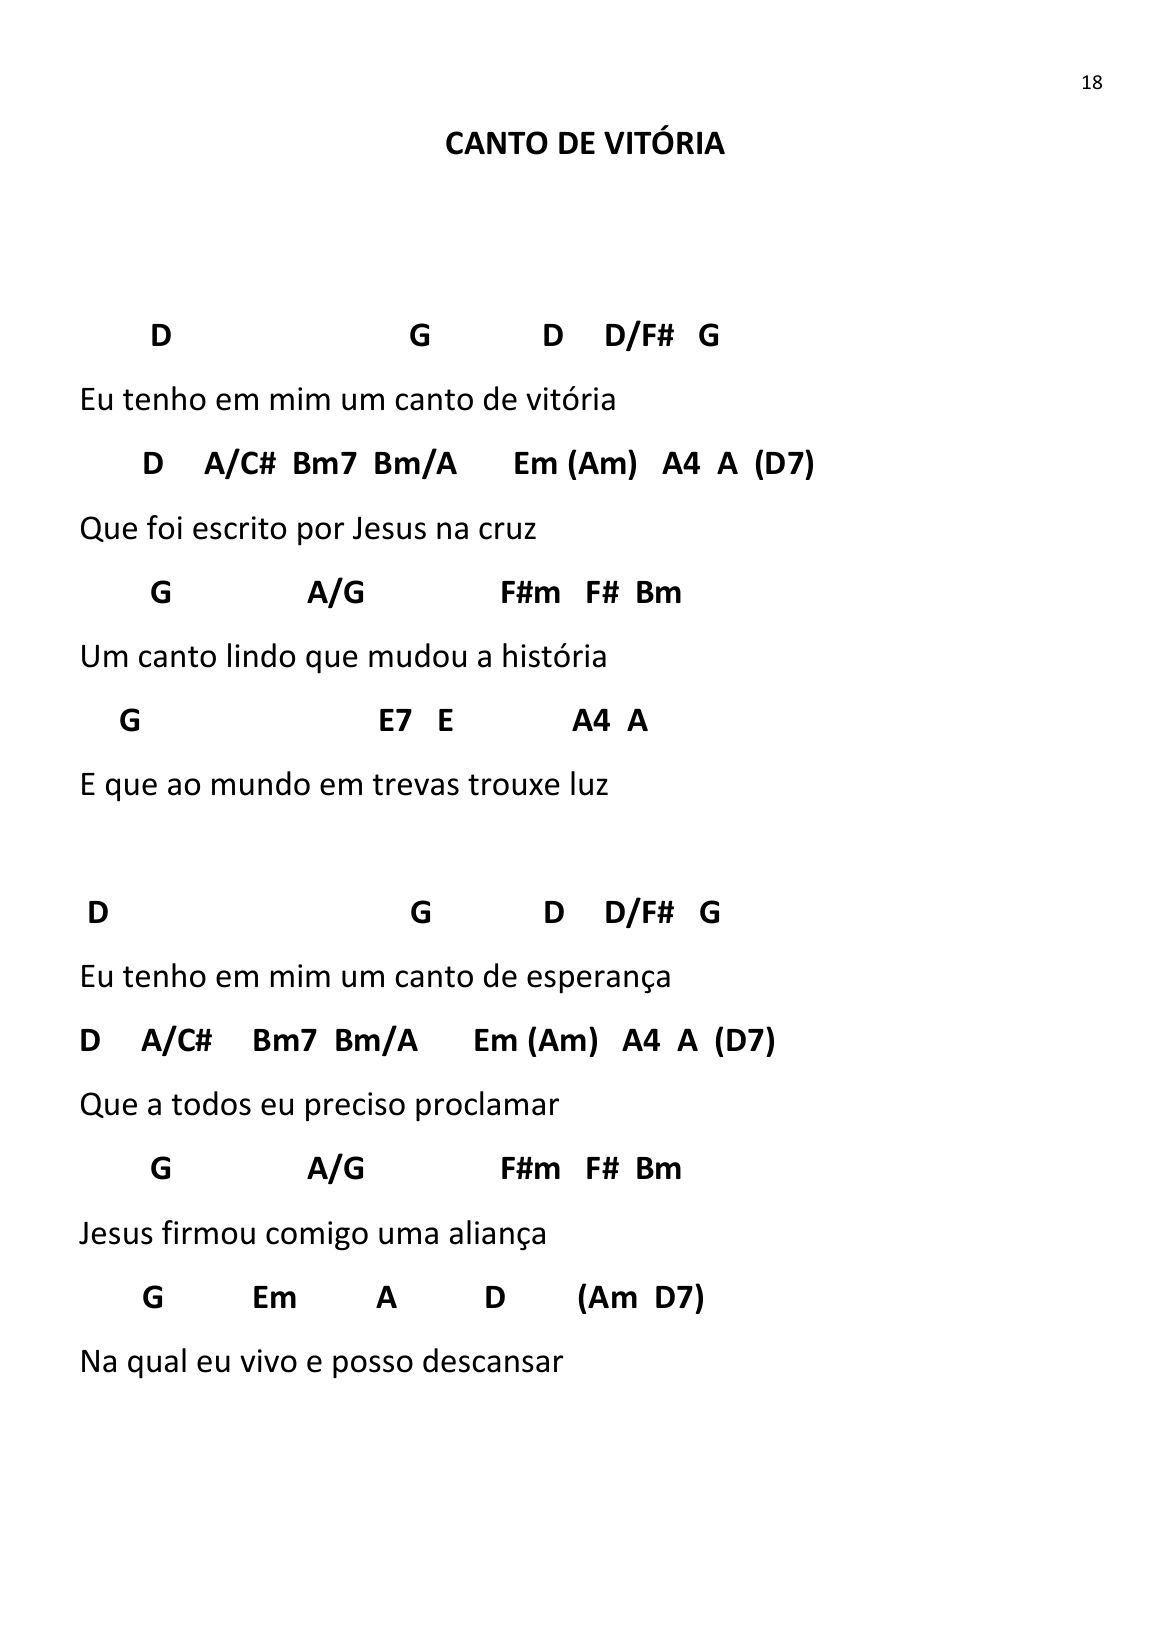 18
CANTO DE VITÓRIA
D G D D/F# G
Eu tenho em mim um canto de vitória
D A/C# Bm7 Bm/A Em (Am) A4 A (D7)
Que foi escrito por Jesus na cruz
G A/G F#m F# Bm
Um canto lindo que mudou a história
G E7 E A4 A
E que ao mundo em trevas trouxe luz
D G D D/F# G
Eu tenho em mim um canto de esperança
D A/C# Bm7 Bm/A Em (Am) A4 A (D7)
Que a todos eu preciso proclamar
G A/G F#m F# Bm
Jesus firmou comigo uma aliança
G Em A D (Am D7)
Na qual eu vivo e posso descansar